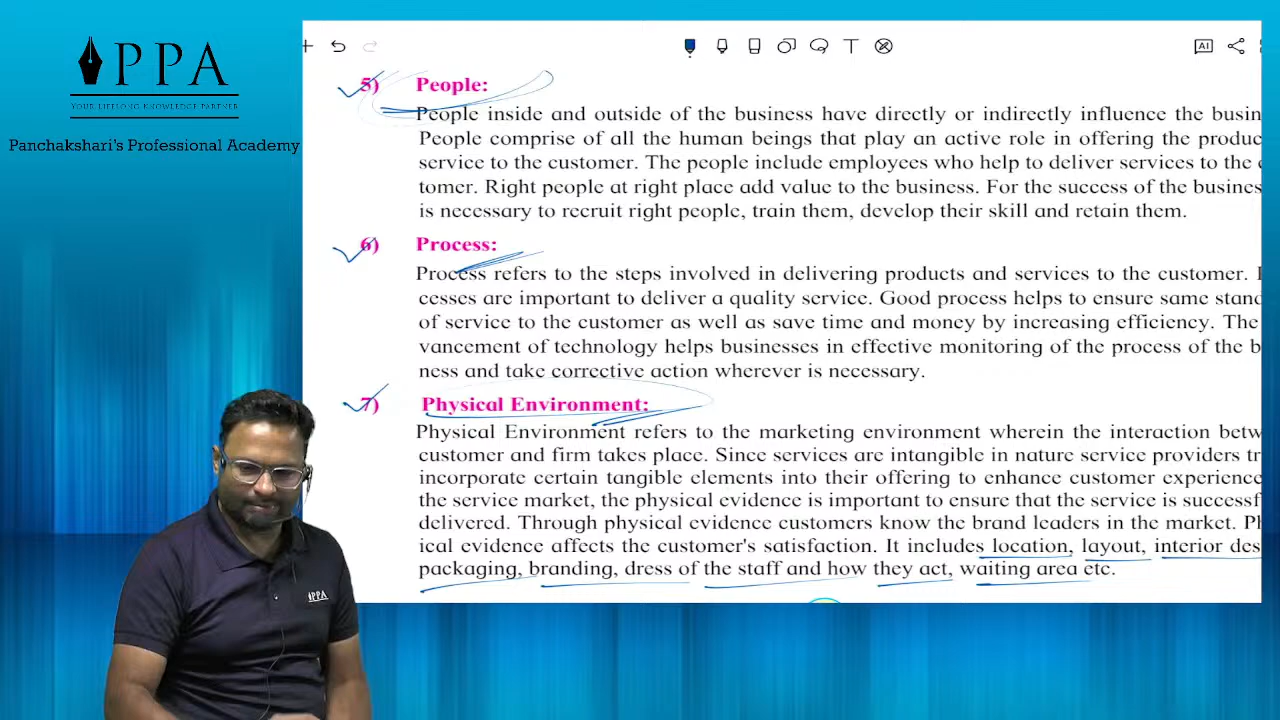 PPA
YOUR LIFELONG KNOWLEDGE PARTNER
Panchakshari's Professional Academy
T
AI
5) People:
People inside and outside of the business have directly or indirectly influence the busin
People comprise of all the human beings that play an active role in offering the produc
service to the customer. The people include employees who help to deliver services to the c
tomer. Right people at right place add value to the business. For the success of the busines
is necessary to recruit right people, train them, develop their skill and retain them.
6) Process:
Process refers to the steps involved in delivering products and services to the customer.
cesses are important to deliver a quality service. Good process helps to ensure same stand
of service to the customer as well as save time and money by increasing efficiency. The
vancement of technology helps businesses in effective monitoring of the process of the b
ness and take corrective action wherever is necessary.
7) Physical Environment:
Physical Environment refers to the marketing environment wherein the interaction betw
customer and firm takes place. Since services are intangible in nature service providers tr
incorporate certain tangible elements into their offering to enhance customer experience
the service market, the physical evidence is important to ensure that the service is successf
delivered. Through physical evidence customers know the brand leaders in the market. Ph
ical evidence affects the customer's satisfaction. It includes location, layout, interior des
packaging, branding, dress of the staff and how they act, waiting area etc.
PPA